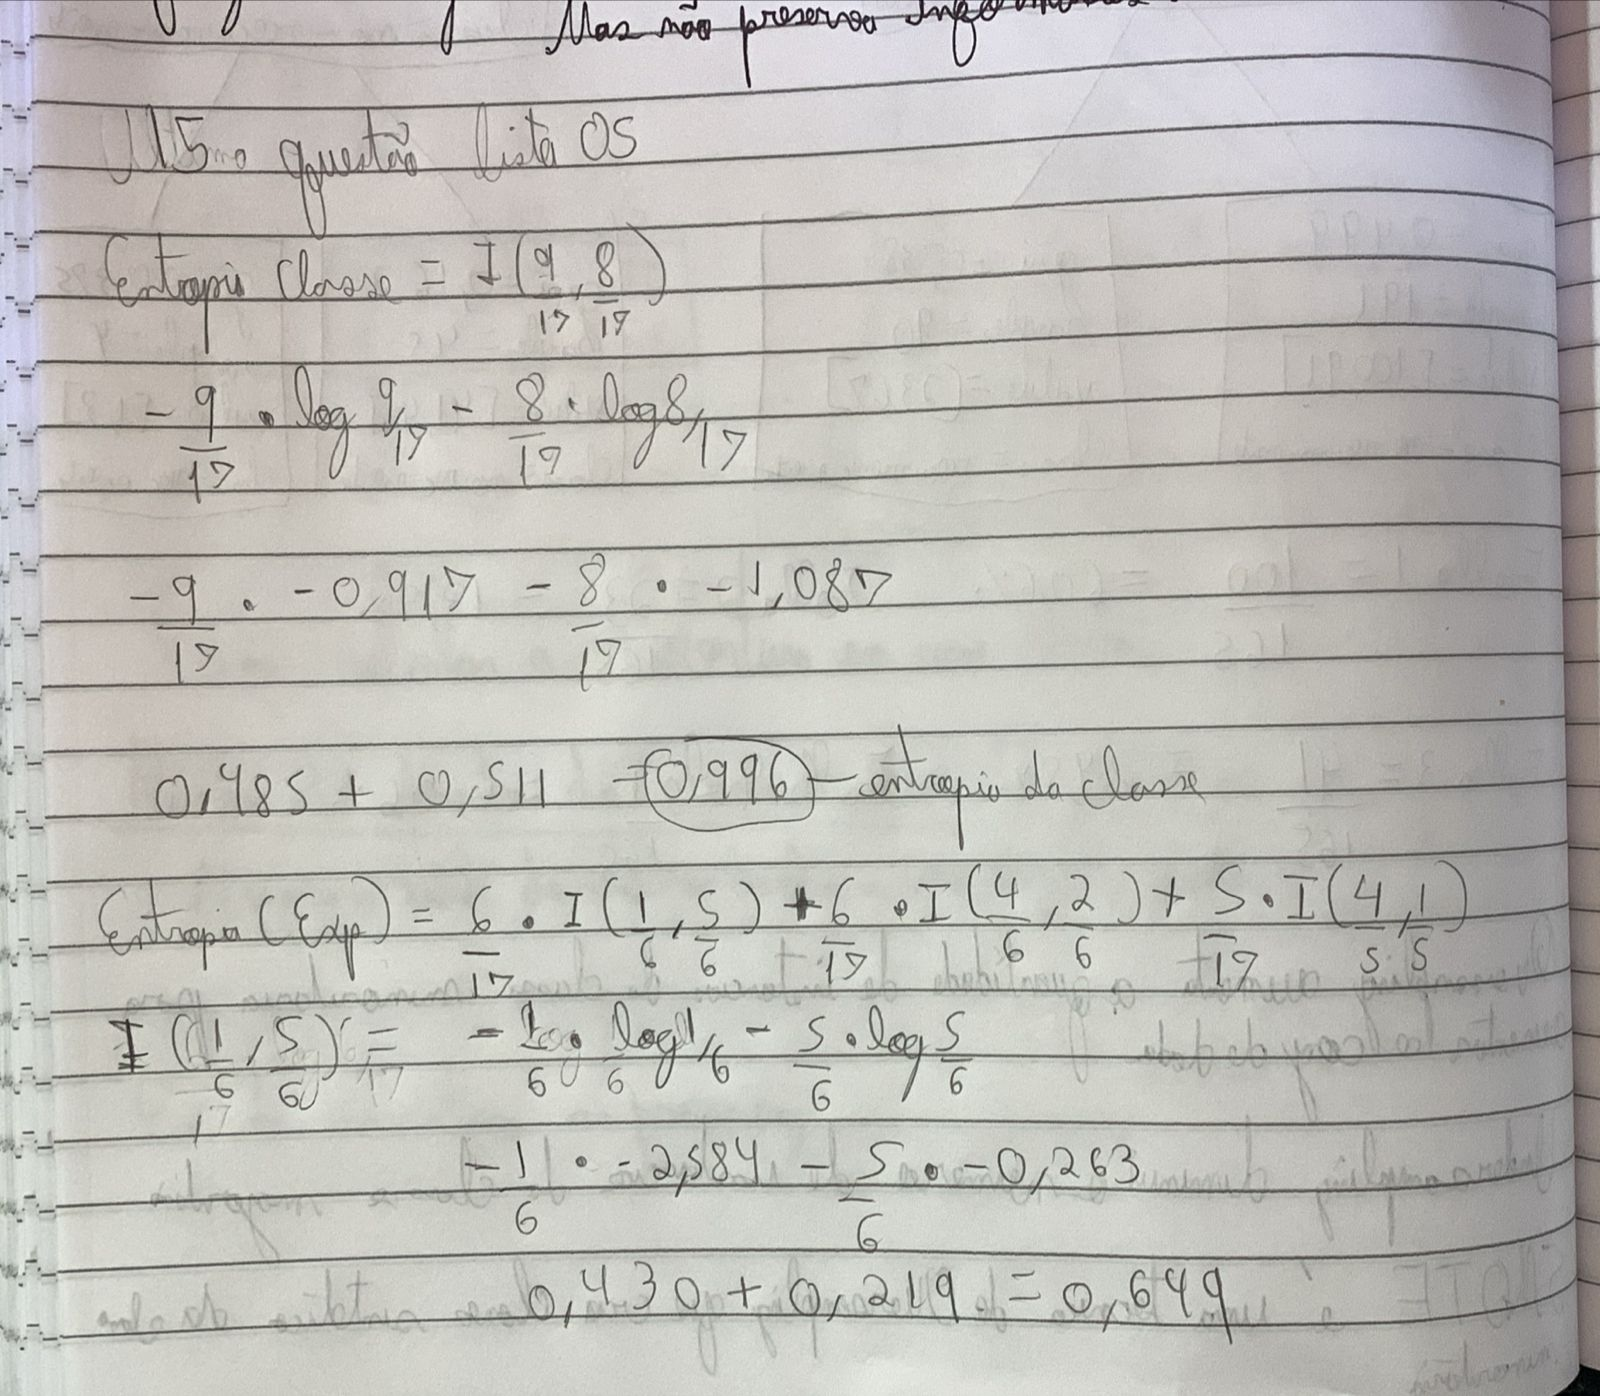 Mas não preserva
15 questão lista 05
Entropia Classe = I (9/17, 8/17)
-9/17 . log 9/17 - 8/17 . log 8/17
-9/17 . -0,917 - 8/17 . -1,087
0,485 + 0,511 = 0,996 - entropia da classe
Entropia (Exp) = 6/17 . I (1/6, 5/6) + 6/17 . I (4/6, 2/6) + 5/17 . I (4/5, 1/5)
I (1/6, 5/6) = -1/6 . log 1/6 - 5/6 . log 5/6
-1/6 . -2,584 - 5/6 . -0,263
0,430 + 0,219 = 0,649